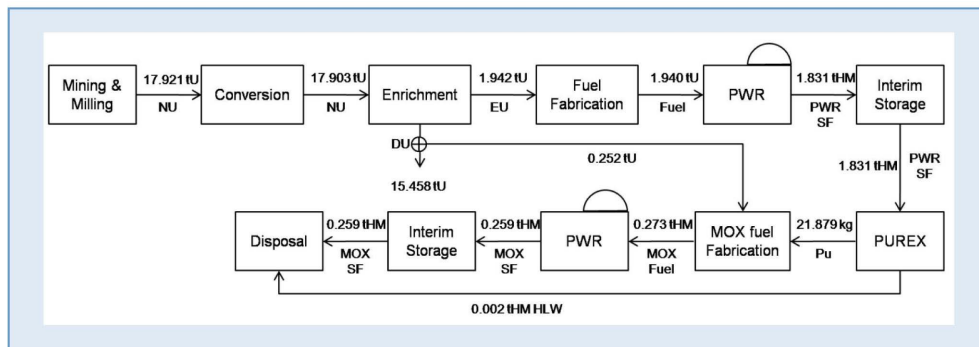 17.921 tU
17.903 tU
1.942 tU
1.940 tU
1.831 tHM
Mining &
Milling
Conversion
Enrichment
Fuel
Fabrication
PWR
Interim
Storage
NU
NU
EU
Fuel
PWR
SF
DU
0.252 tU
15.458 tU
1.831 tHM
PWR
SF
0.259 tHM
0.259 tHM
0.273 tHM
21.879 kg
Disposal
Interim
Storage
PWR
MOX fuel
Fabrication
PUREX
MOX
SF
MOX
SF
MOX
Fuel
Pu
0.002 tHM HLW